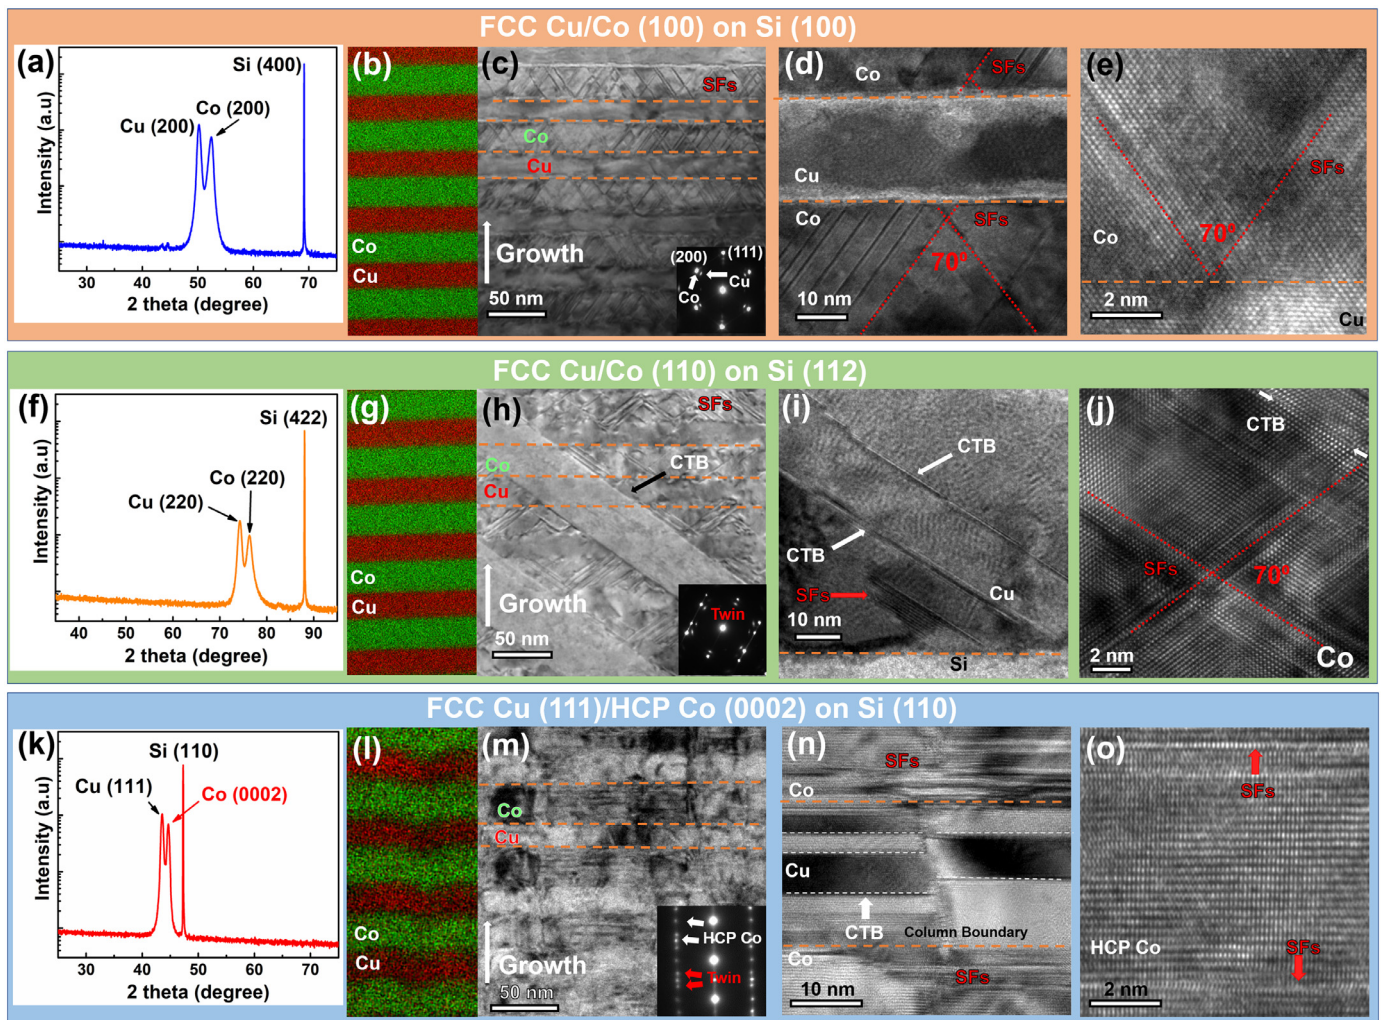 FCC Cu/Co (100) on Si (100)
(a)
Si (400)
Co (200)
Cu (200)
Intensity (a.u)
30 40 50 60 70
2 theta (degree)
(b)
Co
Cu
(c)
SFs
Co
Cu
Growth
50 nm
(200)
(111)
Co
Cu
(d)
Co
SFs
Cu
Co
SFs
70º
10 nm
(e)
SFs
70º
Co
2 nm
Cu
FCC Cu/Co (110) on Si (112)
(f)
Si (422)
Co (220)
Cu (220)
Intensity (a.u)
40 50 60 70 80 90
2 theta (degree)
(g)
Co
Cu
(h)
SFs
Co
CTB
Cu
Growth
50 nm
Twin
(i)
CTB
CTB
SFs
Cu
10 nm
Si
(j)
CTB
SFs
70º
2 nm
Co
FCC Cu (111)/HCP Co (0002) on Si (110)
(k)
Si (110)
Cu (111)
Co (0002)
Intensity (a.u)
30 40 50 60 70
2 theta (degree)
(l)
Co
Cu
(m)
Co
Cu
Growth
50 nm
HCP Co
Twin
(n)
SFs
Co
Cu
CTB
Column Boundary
Co
SFs
10 nm
(o)
SFs
HCP Co
SFs
2 nm